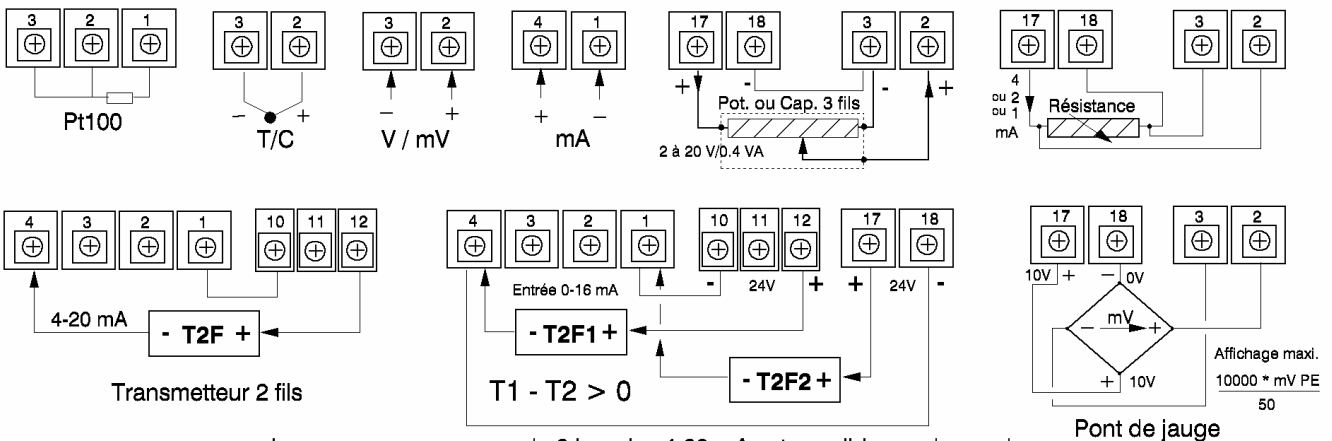 3 2 1
Pt100
3 2
- +
T/C
3 2
- +
V / mV
4 1
+ -
mA
17 18 3 2
+ - - +
Pot. ou Cap. 3 fils
2 à 20 V/0.4 VA
17 18 3 2
4
ou 2
ou 1
mA
Résistance
4 3 2 1 10 11 12
4-20 mA
- T2F +
Transmetteur 2 fils
4 3 2 1 10 11 12 17 18
Entrée 0-16 mA
- 24V + + 24V -
- T2F1 +
- T2F2 +
T1 - T2 > 0
17 18 3 2
10V + - 0V
- mV +
+ 10V
Affichage maxi.
10000 * mV PE
50
Pont de jauge